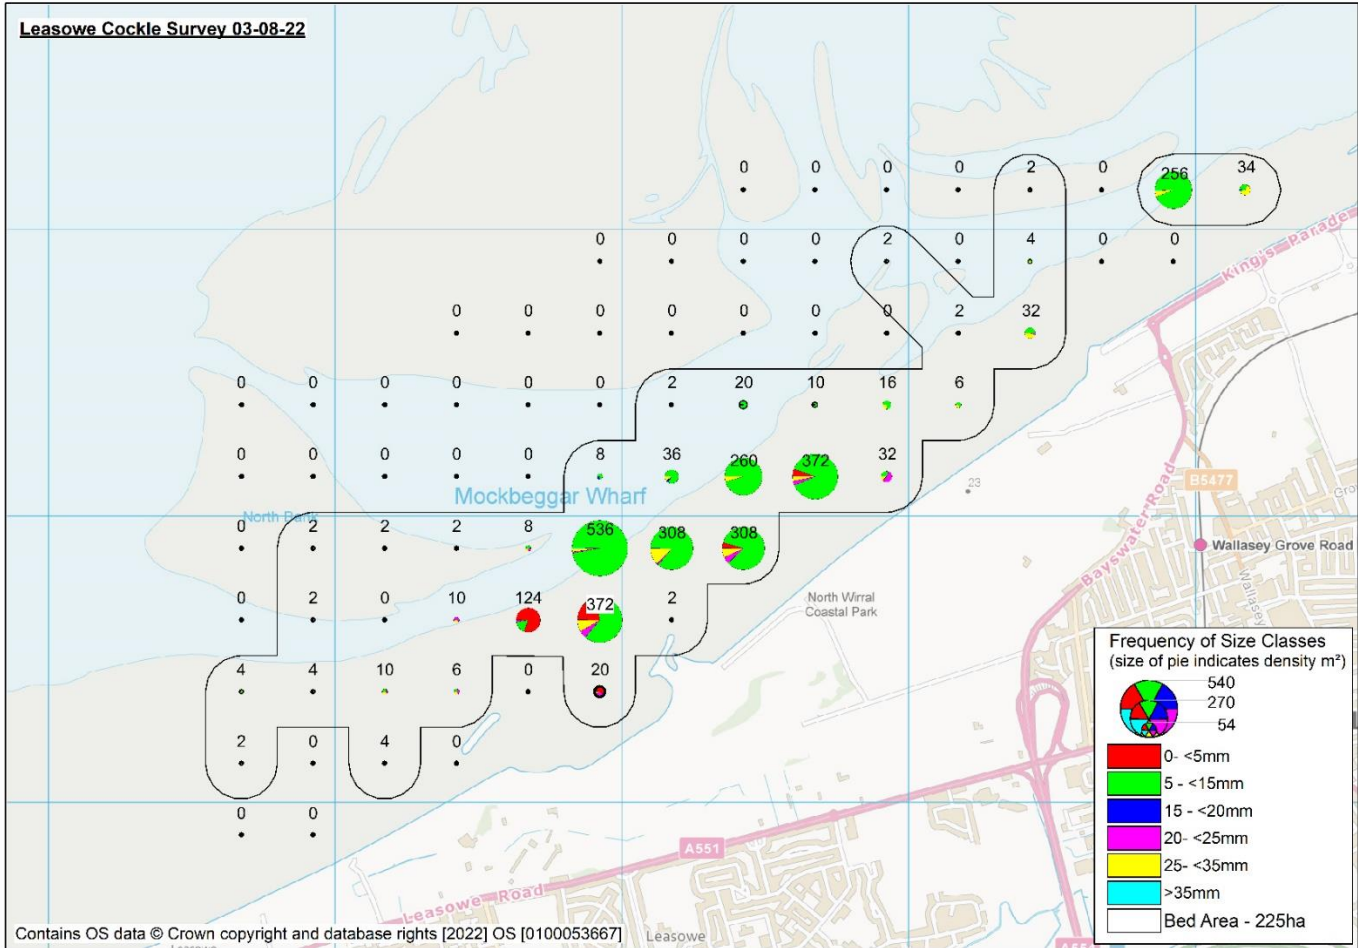 Leasowe Cockle Survey 03-08-22
0 0 0 0 2 0 256 34
0 0 0 0 2 0 4 0 0
King's Parade
0 0 0 0 0 0 0 2 32
0 0 0 0 0 0 2 20 10 16 6
0 0 0 0 0 8 36 260 372 32
23
B5477
Mockbeggar Wharf
North Bank
Bayswater Road
0 2 2 2 8 536 308 308
Wallasey Grove Road
Wallasey
0 2 0 10 124 372 2
North Wirral
Coastal Park
4 4 10 6 0 20
2 0 4 0
0 0
A551
Leasowe Road
Leasowe
Frequency of Size Classes
(size of pie indicates density m²)
540
270
54
0- <5mm
5 - <15mm
15 - <20mm
20- <25mm
25- <35mm
>35mm
Bed Area - 225ha
Contains OS data © Crown copyright and database rights [2022] OS [0100053667]